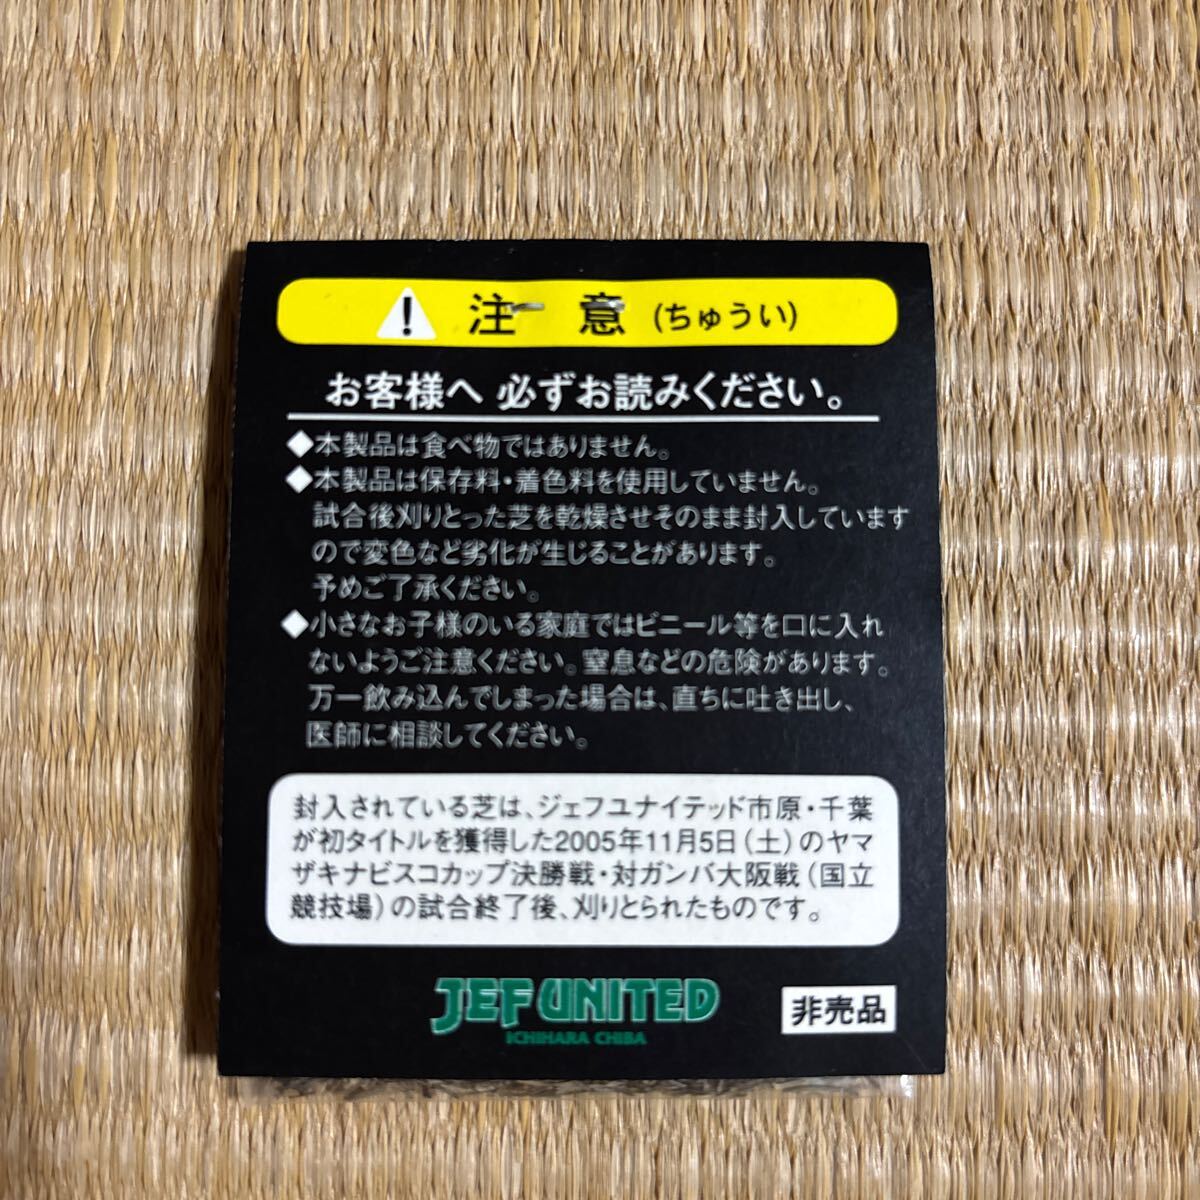 注意(ちゅうい)
お客様へ 必ずお読みください。
◆本製品は食べ物ではありません。
◆本製品は保存料・着色料を使用していません。
試合後刈りとった芝を乾燥させそのまま封入しています
ので変色など劣化が生じることがあります。
予めご了承ください。
◆小さなお子様のいる家庭ではビニール等を口に入れ
ないようご注意ください。窒息などの危険があります。
万一飲み込んでしまった場合は、直ちに吐き出し、
医師に相談してください。
封入されている芝は、ジェフユナイテッド市原・千葉
が初タイトルを獲得した2005年11月5日(土)のヤマ
ザキナビスコカップ決勝戦・対ガンバ大阪戦(国立
競技場)の試合終了後、刈りとられたものです。
JEF UNITED
ICHIHARA CHIBA
非売品